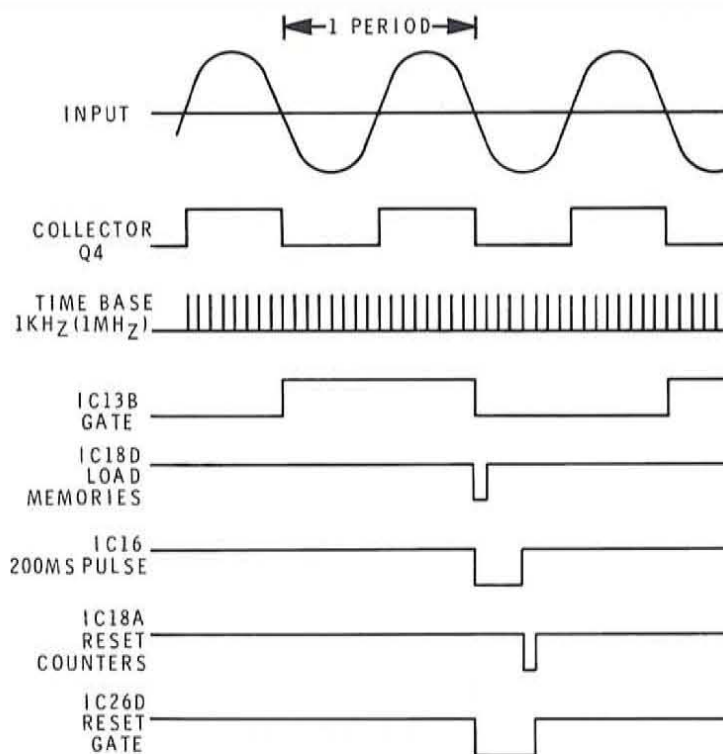 1 PERIOD
INPUT
COLLECTOR
Q4
TIME BASE
1KHZ (1MHZ)
IC13B
GATE
IC18D
LOAD
MEMORIES
IC16
200MS PULSE
IC18A
RESET
COUNTERS
IC26D
RESET
GATE